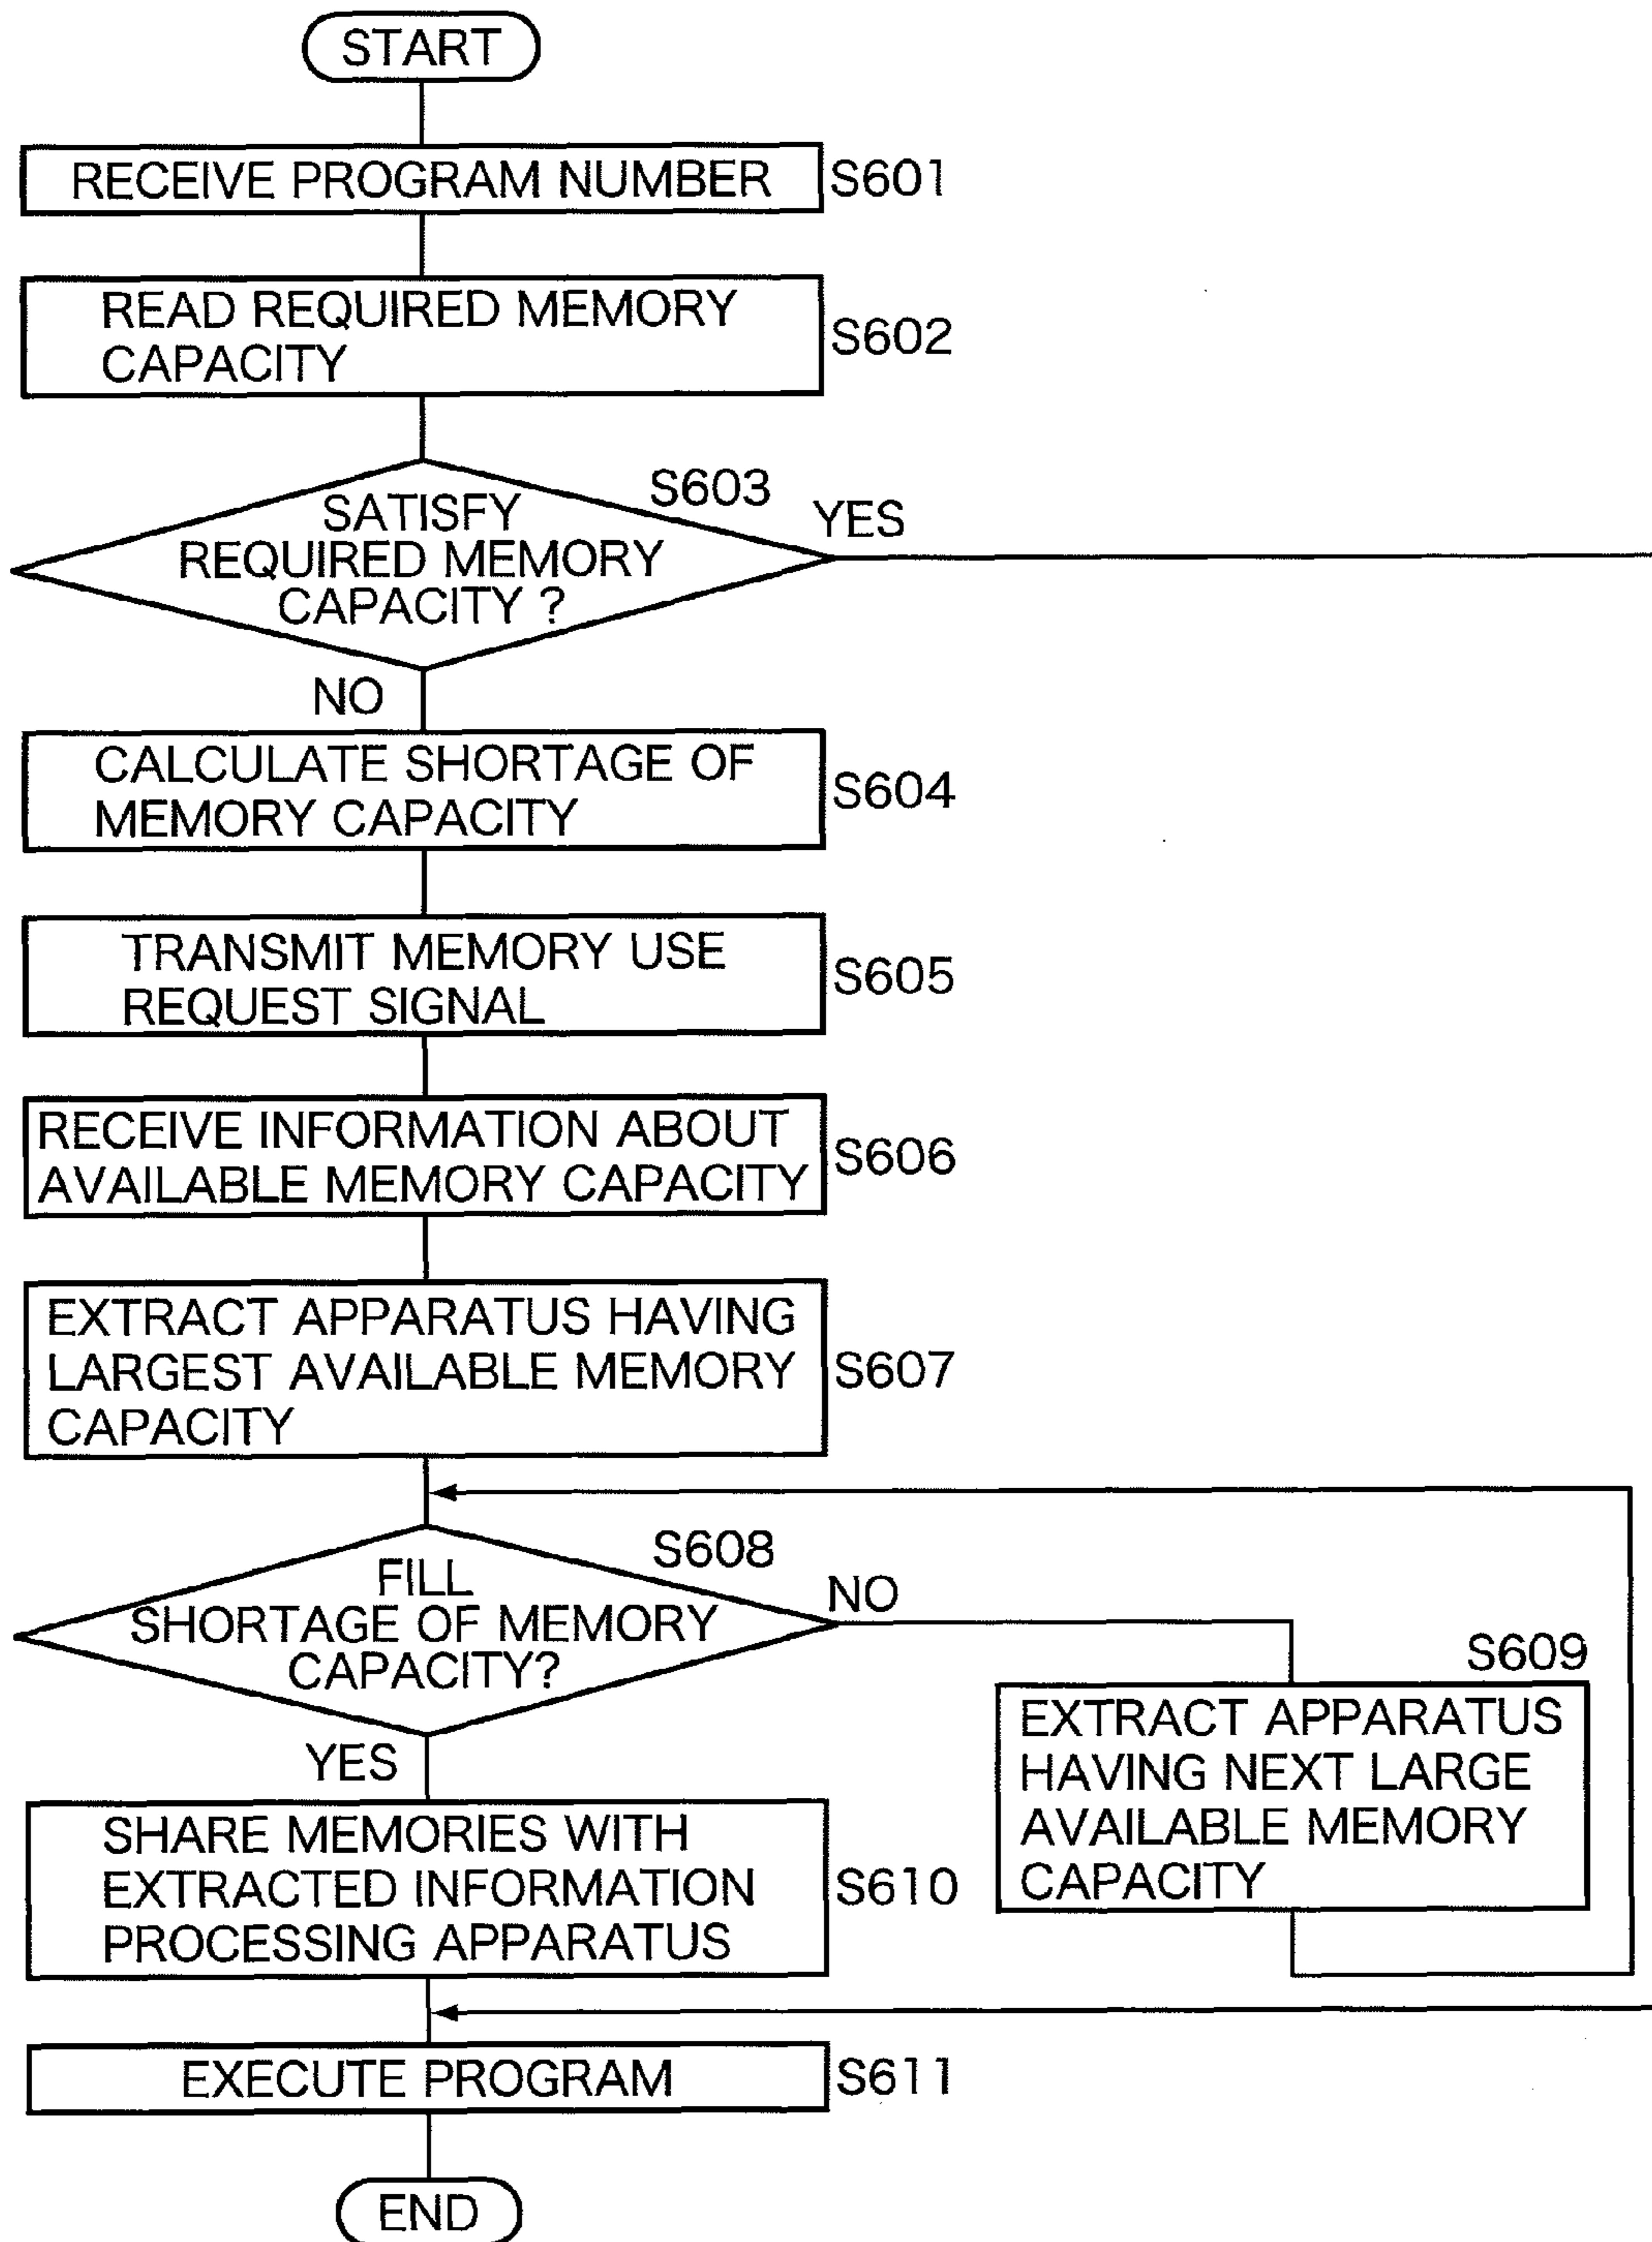 START
RECEIVE PROGRAM NUMBER
S601
READ REQUIRED MEMORY
CAPACITY
S602
S603
SATISFY
REQUIRED MEMORY
CAPACITY ?
YES
NO
CALCULATE SHORTAGE OF
MEMORY CAPACITY
S604
TRANSMIT MEMORY USE
REQUEST SIGNAL
S605
RECEIVE INFORMATION ABOUT
AVAILABLE MEMORY CAPACITY
S606
EXTRACT APPARATUS HAVING
LARGEST AVAILABLE MEMORY
CAPACITY
S607
S608
FILL
SHORTAGE OF MEMORY
CAPACITY?
NO
YES
S609
EXTRACT APPARATUS
HAVING NEXT LARGE
AVAILABLE MEMORY
CAPACITY
SHARE MEMORIES WITH
EXTRACTED INFORMATION
PROCESSING APPARATUS
S610
EXECUTE PROGRAM
S611
END